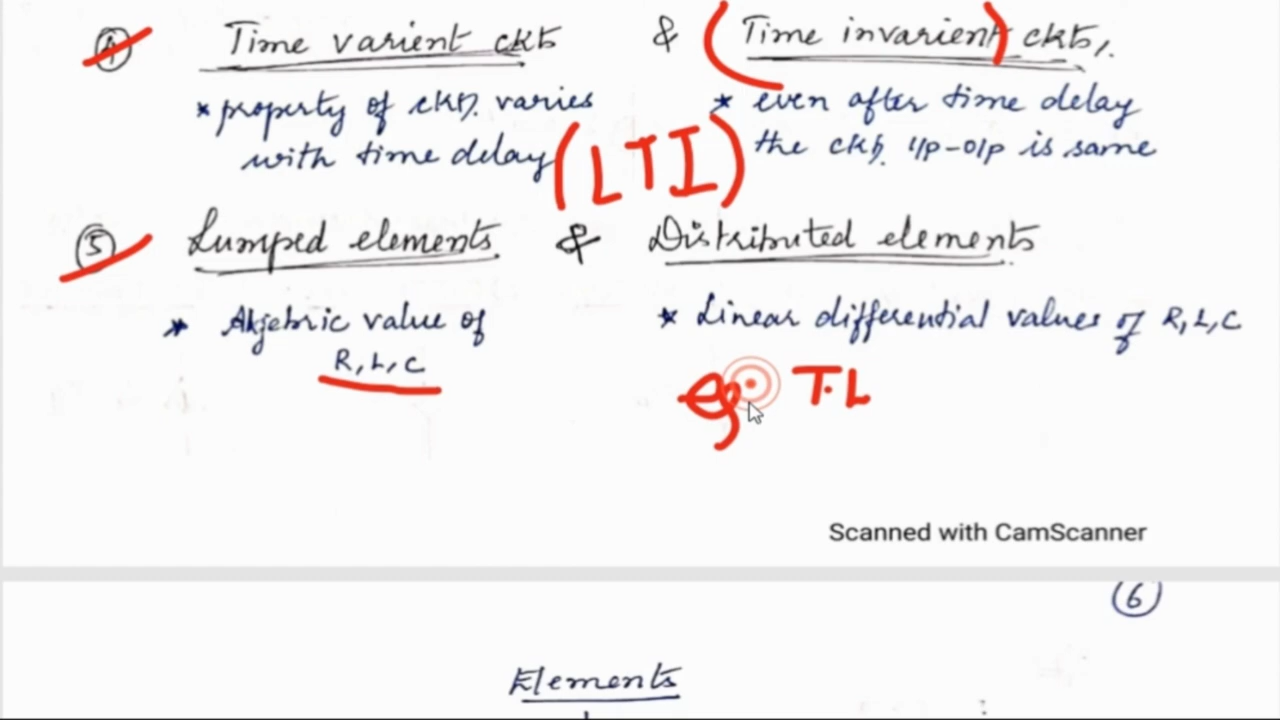 ④ Time varient ckts & (Time invarient) ckts,
* property of ckt. varies
with time delay
* even after time delay
the ckt. i/p-o/p is same
(LTI)
⑤ Lumped elements & Distributed elements
* Algebric value of
R, L, C
* Linear differential values of R, L, C
eg T.L
Scanned with CamScanner
⑥
Elements